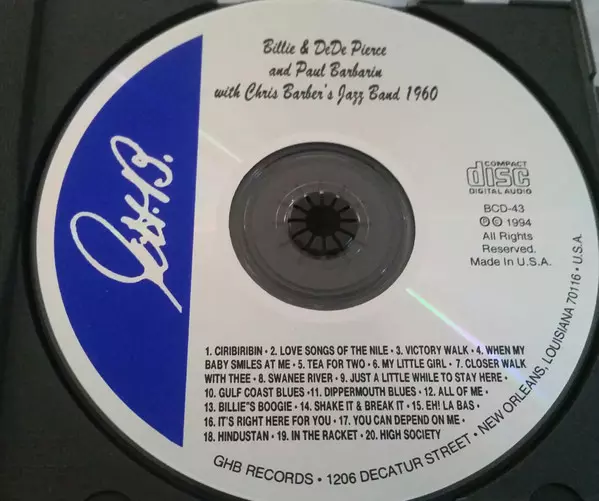 Billie & DeDe Pierce
and Paul Barbarin
with Chris Barber's Jazz Band 1960
G.H.B.
COMPACT
disc
DIGITAL AUDIO
BCD-43
℗ © 1994
All Rights
Reserved.
Made In U.S.A.
1. CIRIBIRIBIN • 2. LOVE SONGS OF THE NILE • 3. VICTORY WALK • 4. WHEN MY
BABY SMILES AT ME • 5. TEA FOR TWO • 6. MY LITTLE GIRL • 7. CLOSER WALK
WITH THEE • 8. SWANEE RIVER • 9. JUST A LITTLE WHILE TO STAY HERE •
10. GULF COAST BLUES •11. DIPPERMOUTH BLUES • 12. ALL OF ME •
13. BILLIE"S BOOGIE • 14. SHAKE IT & BREAK IT • 15. EH! LA BAS •
16. IT'S RIGHT HERE FOR YOU • 17. YOU CAN DEPEND ON ME •
18. HINDUSTAN • 19. IN THE RACKET • 20. HIGH SOCIETY
GHB RECORDS • 1206 DECATUR STREET • NEW ORLEANS, LOUISIANA 70116 • U.S.A.